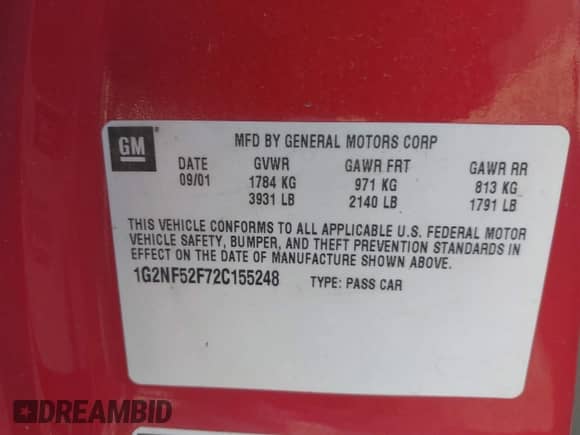 GM
MFD BY GENERAL MOTORS CORP
DATE GVWR GAWR FRT GAWR RR
09/01 1784 KG 971 KG 813 KG
3931 LB 2140 LB 1791 LB
THIS VEHICLE CONFORMS TO ALL APPLICABLE U.S. FEDERAL MOTOR
VEHICLE SAFETY, BUMPER, AND THEFT PREVENTION STANDARDS IN
EFFECT ON THE DATE OF MANUFACTURE SHOWN ABOVE.
1G2NF52F72C155248 TYPE: PASS CAR
DREAMBID